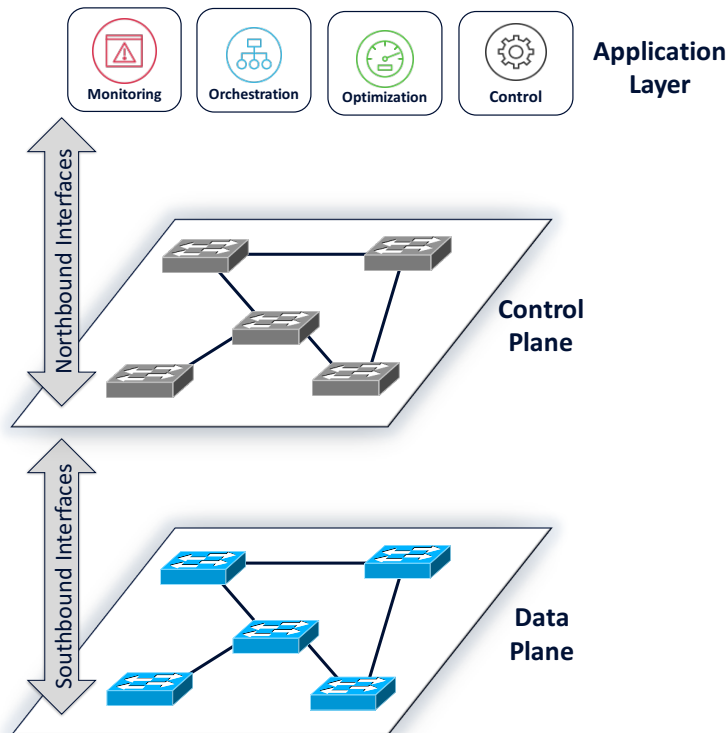 Monitoring
Orchestration
Optimization
Control
Application
Layer
Northbound Interfaces
Control
Plane
Southbound Interfaces
Data
Plane